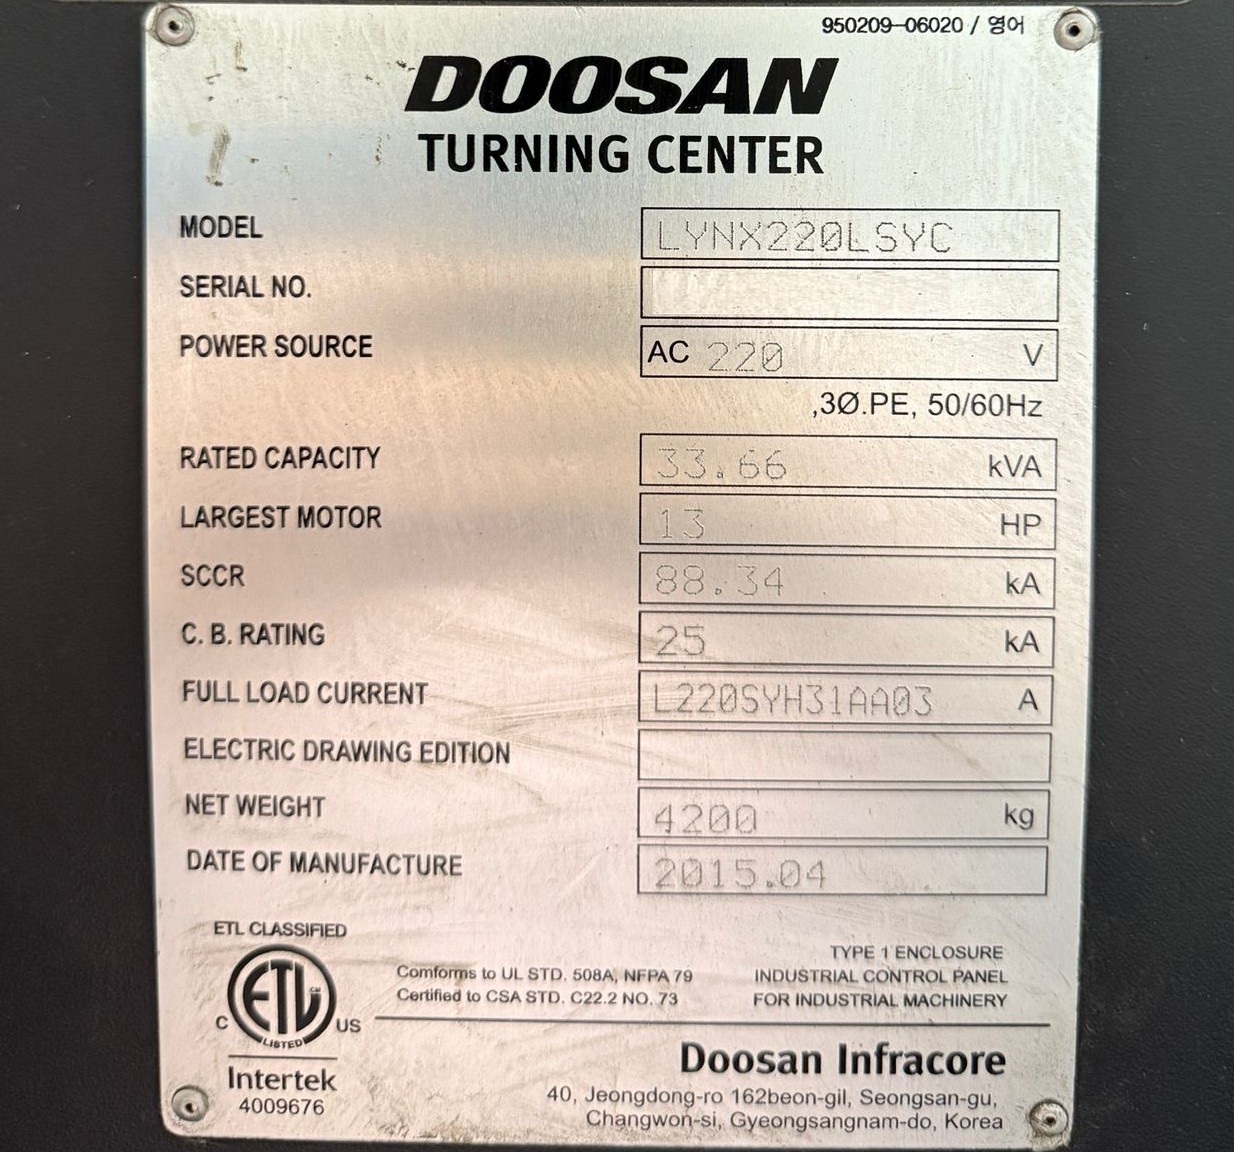 950209-06020 / 영어
DOOSAN
TURNING CENTER
MODEL LYNX220LSYC
SERIAL NO.
POWER SOURCE AC 220 V
,3Ø.PE, 50/60Hz
RATED CAPACITY 33.66 kVA
LARGEST MOTOR 13 HP
SCCR 88.34 kA
C. B. RATING 25 kA
FULL LOAD CURRENT L220SYH31AA03 A
ELECTRIC DRAWING EDITION
NET WEIGHT 4200 kg
DATE OF MANUFACTURE 2015.04
ETL CLASSIFIED
ETL CM
LISTED
C US
Intertek
4009676
Comforms to UL STD. 508A, NFPA 79
Certified to CSA STD. C22.2 NO. 73
TYPE 1 ENCLOSURE
INDUSTRIAL CONTROL PANEL
FOR INDUSTRIAL MACHINERY
Doosan Infracore
40, Jeongdong-ro 162beon-gil, Seongsan-gu,
Changwon-si, Gyeongsangnam-do, Korea